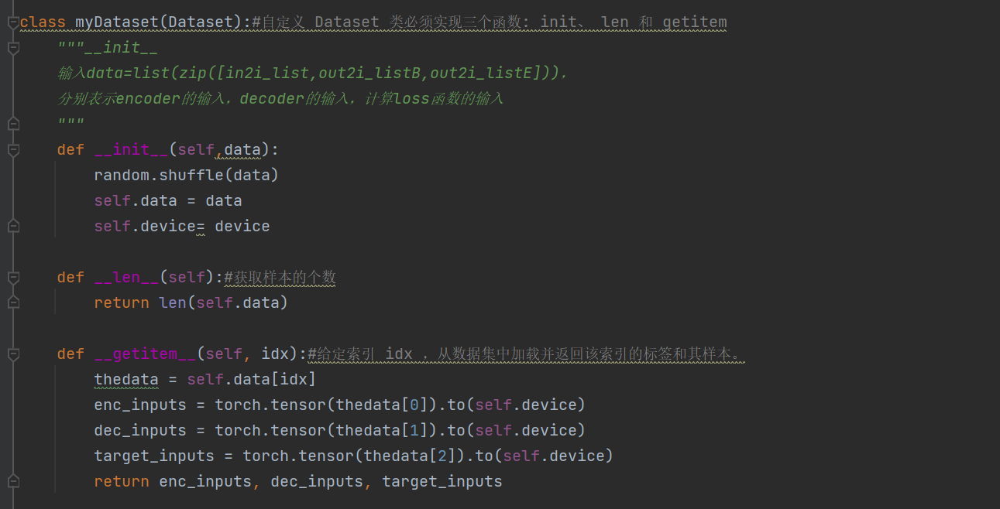 class myDataset(Dataset):#自定义 Dataset 类必须实现三个函数: init、 len 和 getitem
    """__init__
    输入data=list(zip([in2i_list,out2i_listB,out2i_listE])),
    分别表示encoder的输入，decoder的输入，计算loss函数的输入
    """
    def __init__(self,data):
        random.shuffle(data)
        self.data = data
        self.device= device
    def __len__(self):#获取样本的个数
        return len(self.data)
    def __getitem__(self, idx):#给定索引 idx ，从数据集中加载并返回该索引的标签和其样本。
        thedata = self.data[idx]
        enc_inputs = torch.tensor(thedata[0]).to(self.device)
        dec_inputs = torch.tensor(thedata[1]).to(self.device)
        target_inputs = torch.tensor(thedata[2]).to(self.device)
        return enc_inputs, dec_inputs, target_inputs